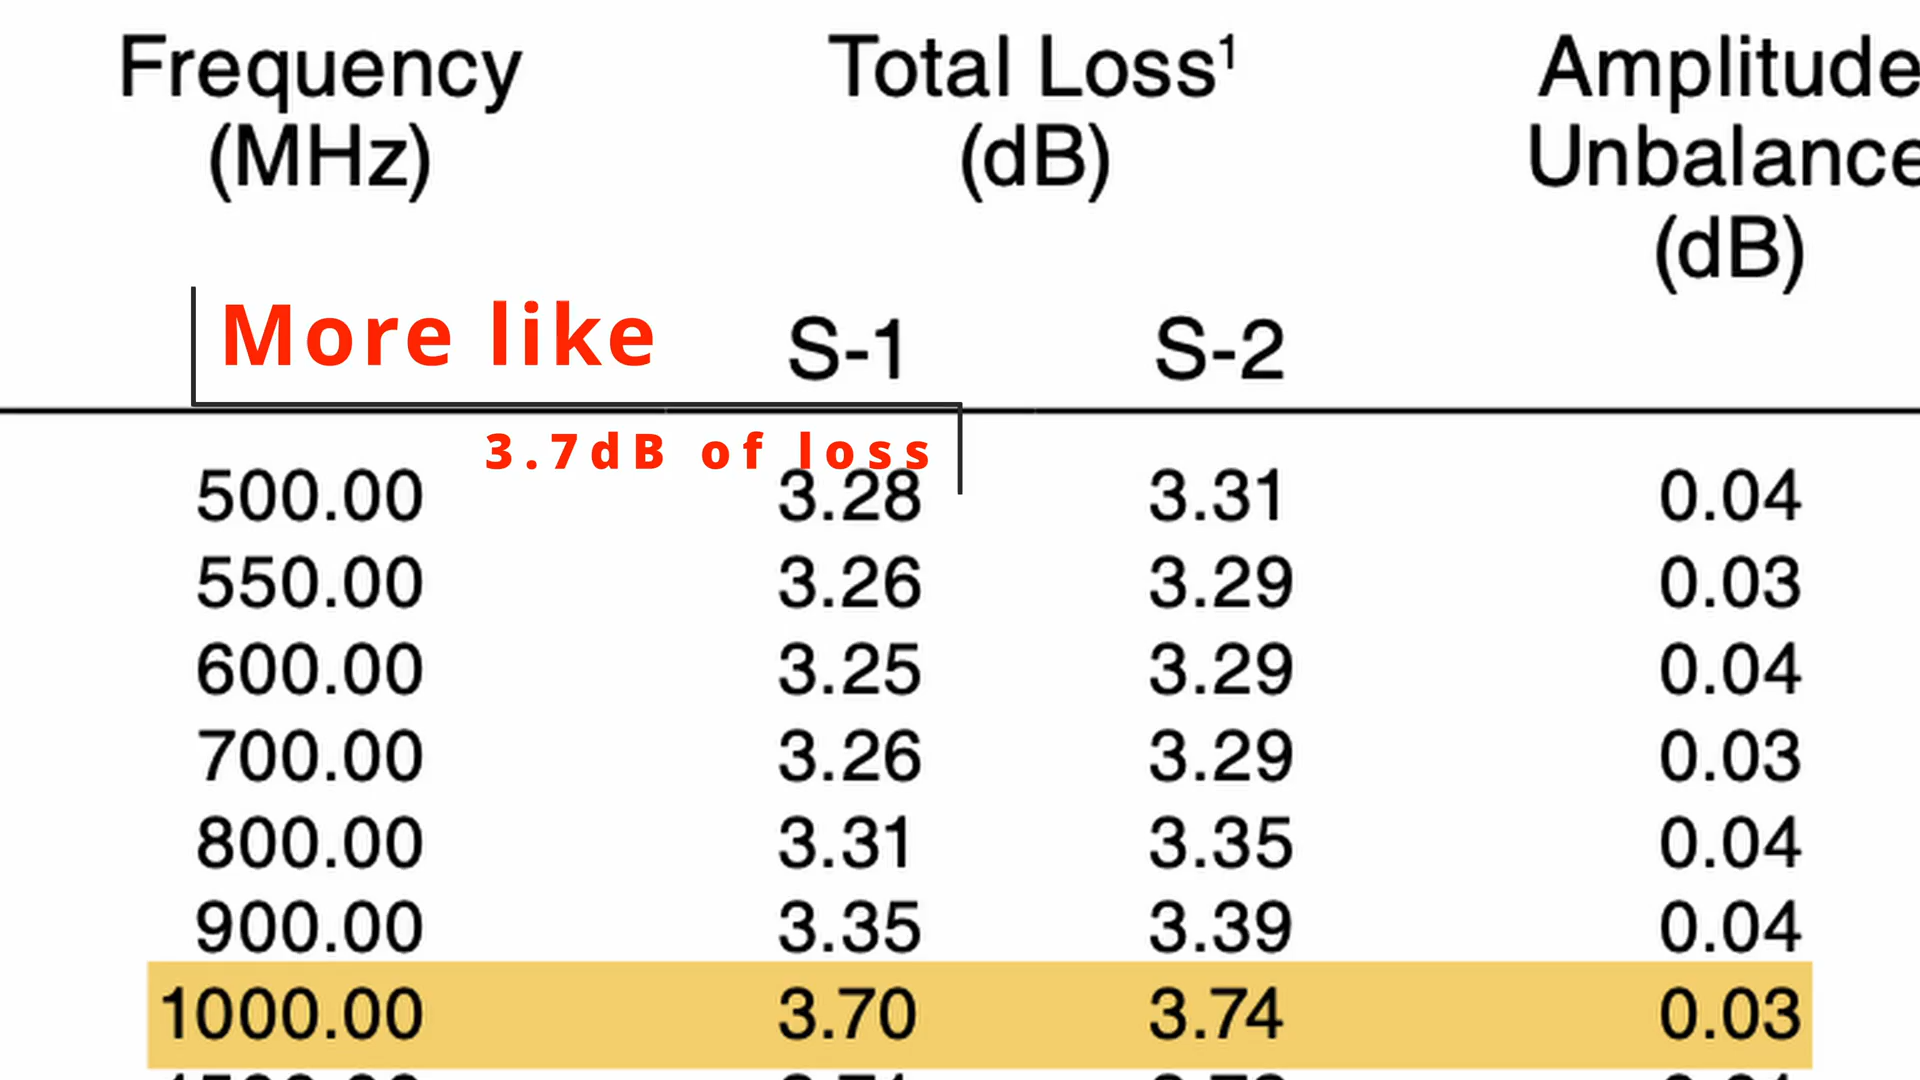 Frequency Total Loss¹ Amplitude
(MHz) (dB) Unbalance
(dB)
More like S-1 S-2
3.7dB of loss
500.00 3.28 3.31 0.04
550.00 3.26 3.29 0.03
600.00 3.25 3.29 0.04
700.00 3.26 3.29 0.03
800.00 3.31 3.35 0.04
900.00 3.35 3.39 0.04
1000.00 3.70 3.74 0.03